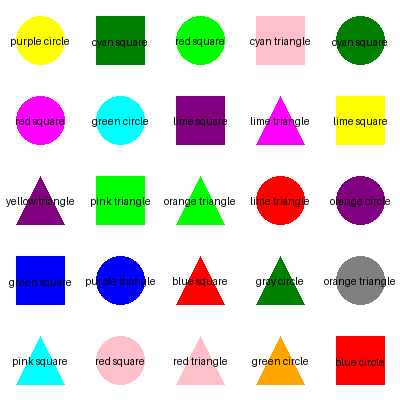 purple circle cyan square red square cyan triangle cyan square
red square green circle lime square lime triangle lime square
yellow triangle pink triangle orange triangle lime triangle orange circle
green square purple triangle blue square gray circle orange triangle
pink square red square red triangle green circle blue circle